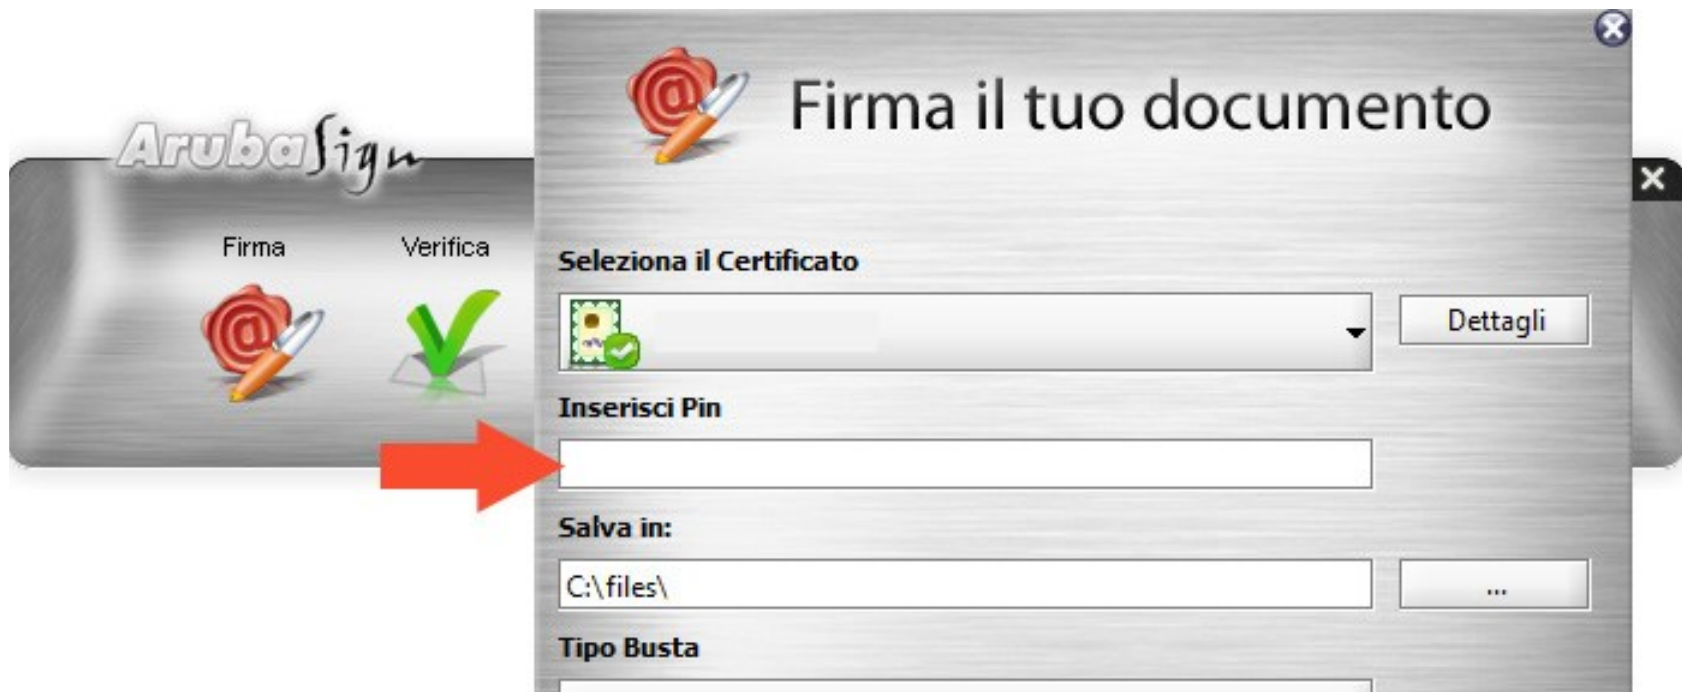 ArubaSign
Firma
Verifica
Firma il tuo documento
Seleziona il Certificato
Dettagli
Inserisci Pin
Salva in:
C:\files\
...
Tipo Busta